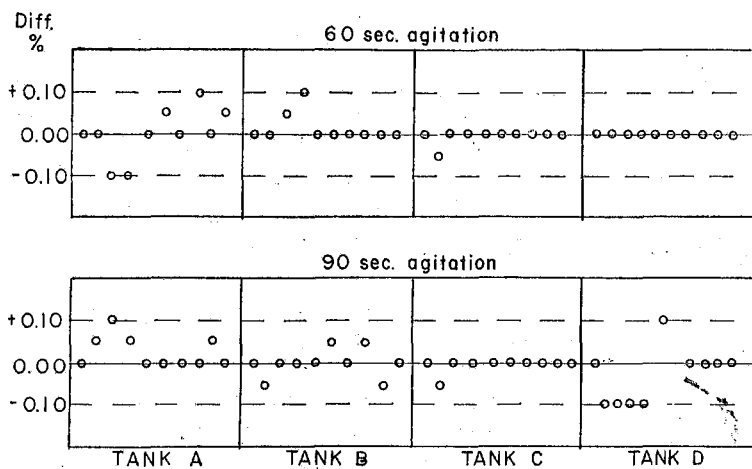 Diff.
%
60 sec. agitation
+0.10
0.00
-0.10
90 sec. agitation
+0.10
0.00
-0.10
TANK A TANK B TANK C TANK D